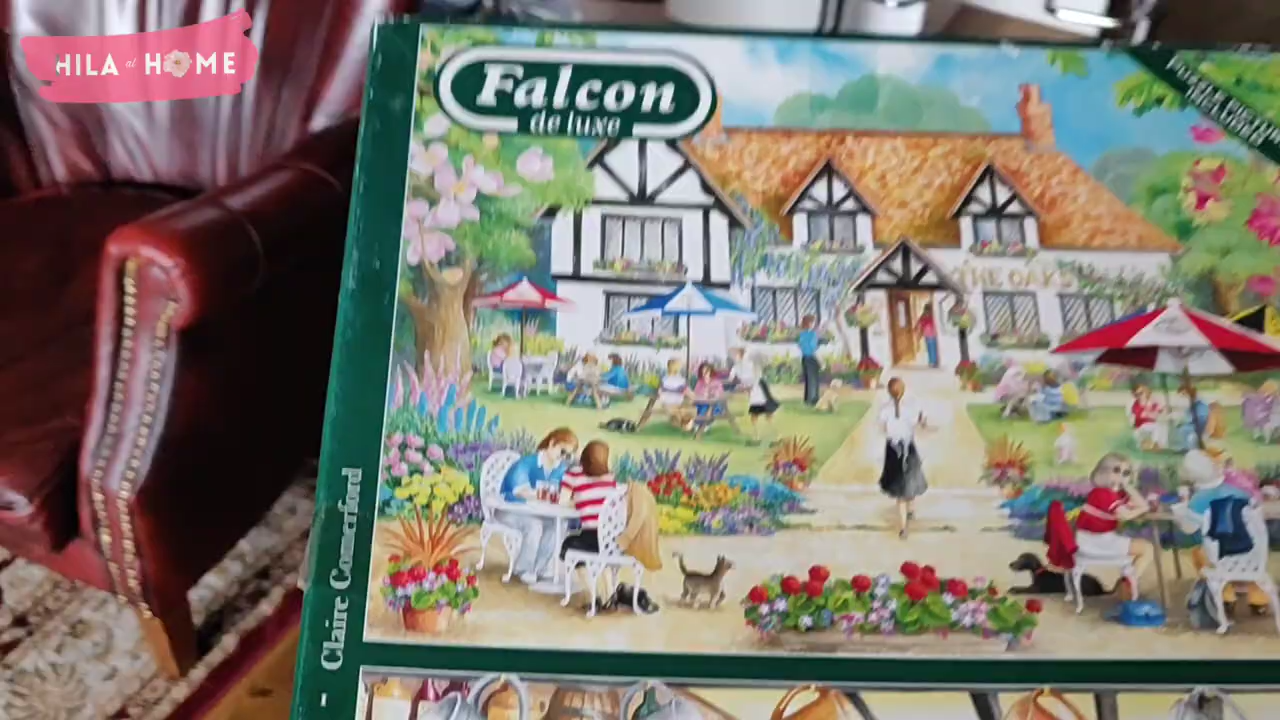 HILA at HOME
Falcon
de luxe
THE OAKS
- Claire Comerford